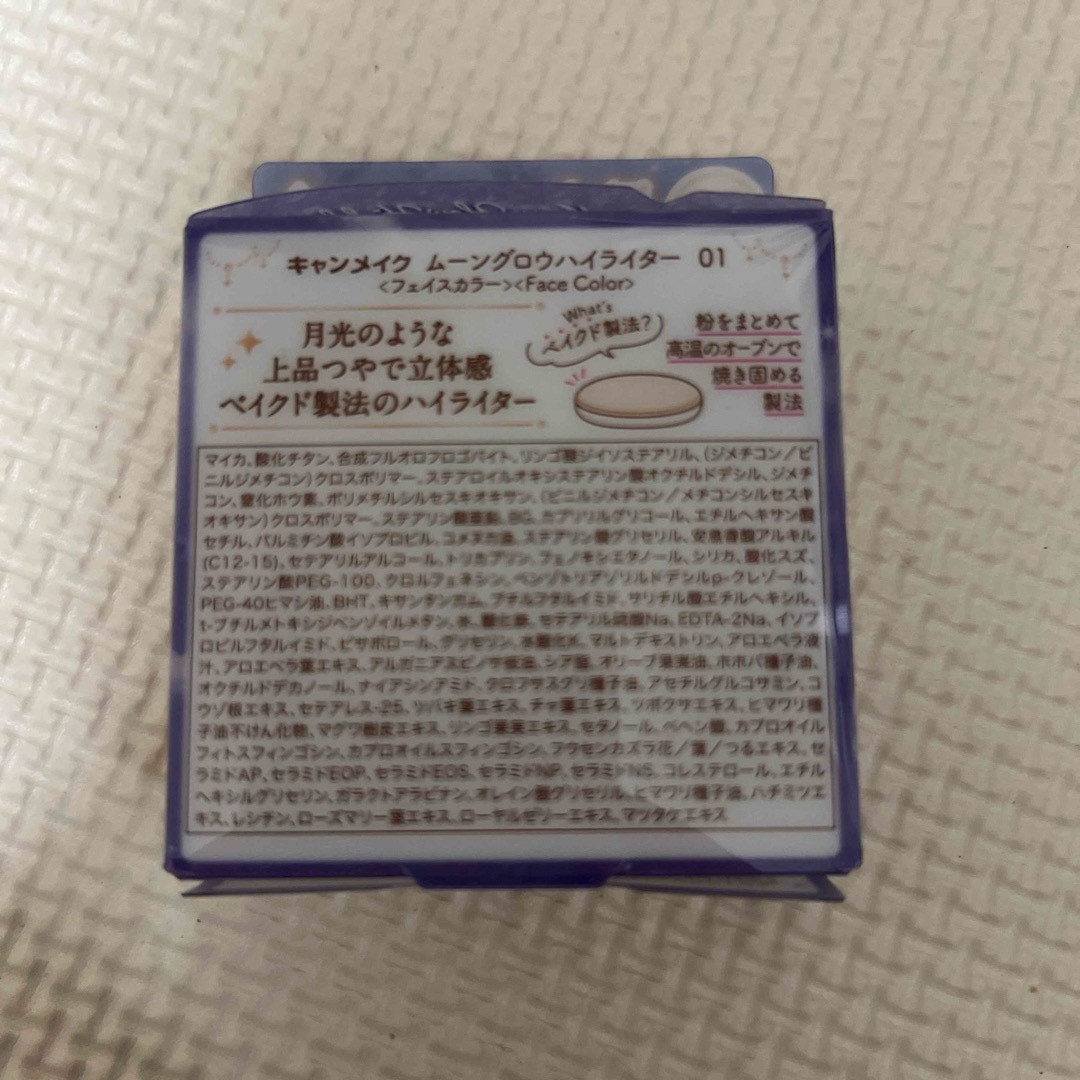 キャンメイク ムーングロウハイライター 01
<フェイスカラー><Face Color>
月光のような
上品つやで立体感
ベイクド製法のハイライター
What's
ベイクド製法?
粉をまとめて
高温のオーブンで
焼き固める
製法
マイカ、酸化チタン、合成フルオロフロゴパイト、リンゴ酸ジイソステアリル、(ジメチコン/ビ
ニルジメチコン)クロスポリマー、ステアロイルオキシステアリン酸オクチルドデシル、ジメチ
コン、窒化ホウ素、ポリメチルシルセスキオキサン、(ビニルジメチコン/メチコンシルセスキ
オキサン)クロスポリマー、ステアリン酸亜鉛、BG、カプリリルグリコール、エチルヘキサン酸
セチル、パルミチン酸イソプロピル、コメヌカ油、ステアリン酸グリセリル、安息香酸アルキル
(C12-15)、セテアリルアルコール、トリカプリン、フェノキシエタノール、シリカ、酸化スズ、
ステアリン酸PEG-100、クロルフェネシン、ベンゾトリアゾリルドデシルp-クレゾール、
PEG-40ヒマシ油、BHT、キサンタンガム、ブチルフタルイミド、サリチル酸エチルヘキシル、
t-ブチルメトキシジベンゾイルメタン、水、酸化鉄、セテアリル硫酸Na、EDTA-2Na、イソプ
ロピルフタルイミド、ビサボロール、グリセリン、水酸化K、マルトデキストリン、アロエベラ液
汁、アロエベラ葉エキス、アルガニアスピノサ核油、シア脂、オリーブ果実油、ホホバ種子油、
オクチルドデカノール、ナイアシンアミド、クロフサスグリ種子油、アセチルグルコサミン、コ
ウゾ根エキス、セテアレス-25、ツバキ葉エキス、チャ葉エキス、ツボクサエキス、ヒマワリ種
子油不けん化物、マグワ樹皮エキス、リンゴ果実エキス、セタノール、ベヘン酸、カプロオイル
フィトスフィンゴシン、カプロオイルスフィンゴシン、フウセンカズラ花/葉/つるエキス、セ
ラミドAP、セラミドEOP、セラミドEOS、セラミドNP、セラミドNS、コレステロール、エチル
ヘキシルグリセリン、ガラクトアラビナン、オレイン酸グリセリル、ヒマワリ種子油、ハチミツエ
キス、レシチン、ローズマリー葉エキス、ローヤルゼリーエキス、マツタケエキス